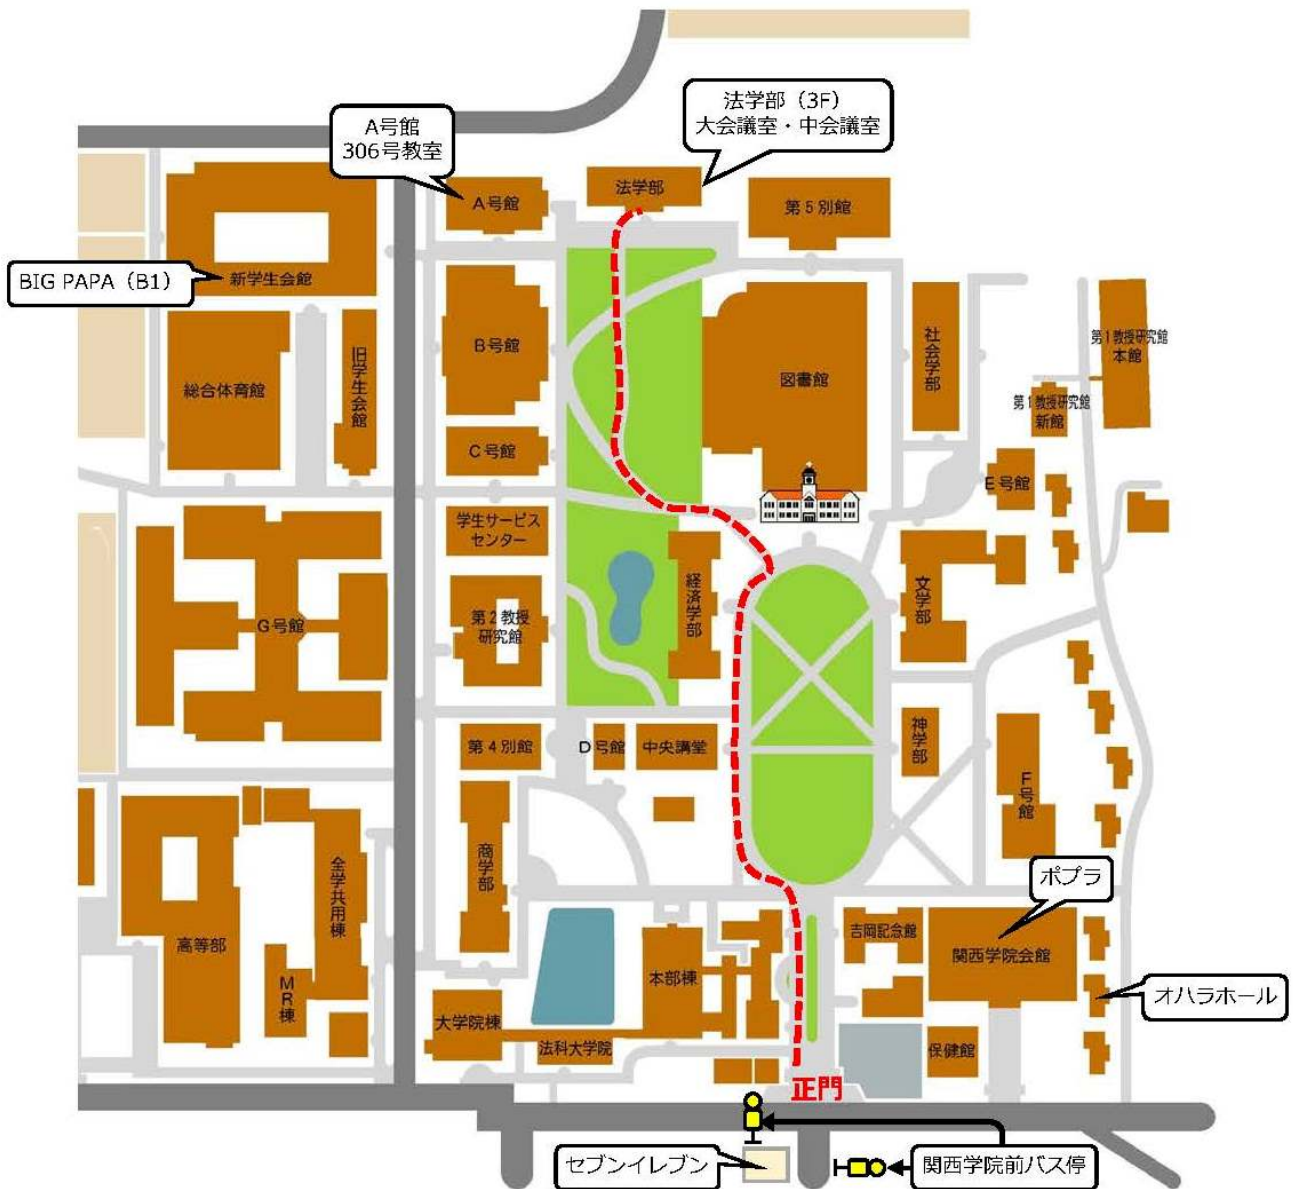 法学部（3F）
大会議室・中会議室
A号館
306号教室
法学部
A号館
第5別館
BIG PAPA（B1）
新学生会館
B号館
旧学生会館
総合体育館
図書館
社会学部
第1教授研究館
本館
第1教授研究館
新館
C号館
E号館
学生サービス
センター
経済学部
文学部
G号館
第2教授
研究館
第4別館
D号館
中央講堂
神学部
F号館
商学部
全学共用棟
高等部
MR棟
ポプラ
吉岡記念館
関西学院会館
本部棟
オハラホール
大学院棟
法科大学院
保健館
正門
セブンイレブン
関西学院前バス停